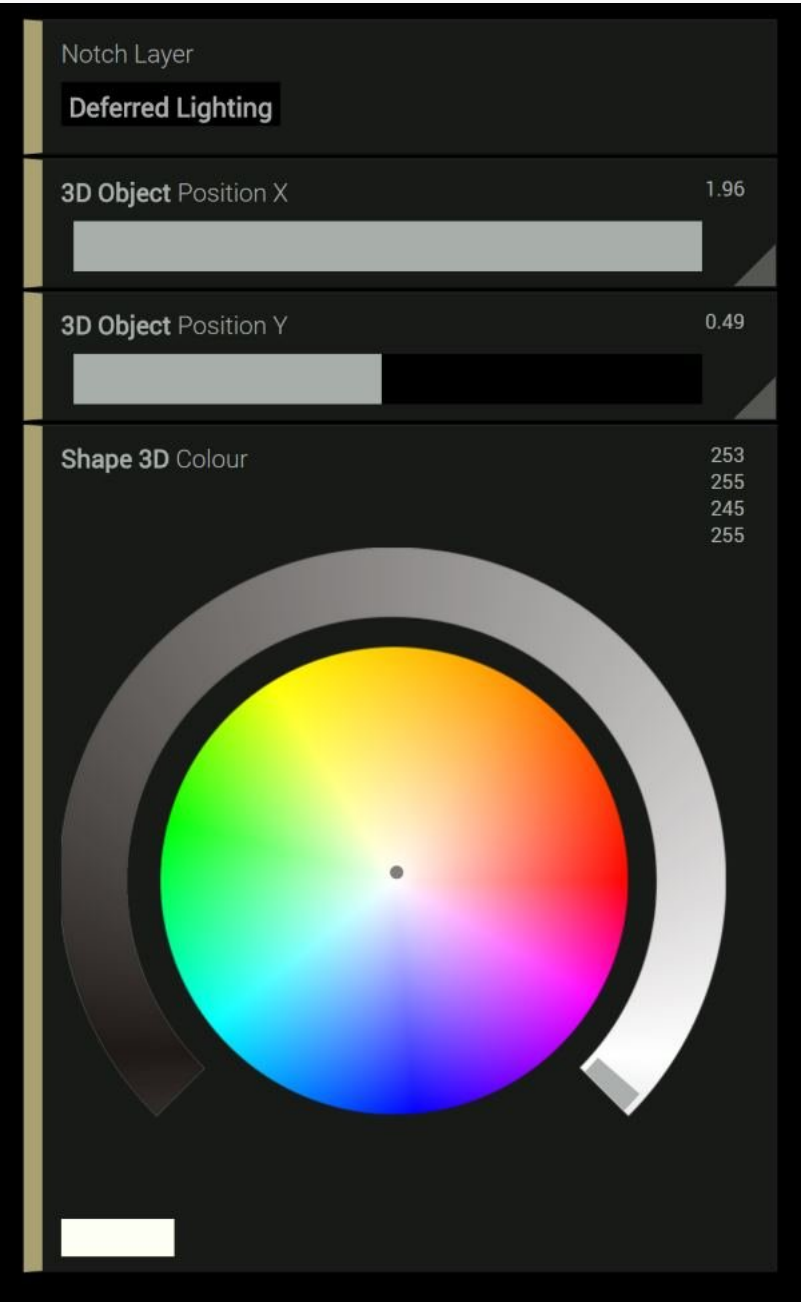 Notch Layer
Deferred Lighting
3D Object Position X 1.96
3D Object Position Y 0.49
Shape 3D Colour 253
255
245
255